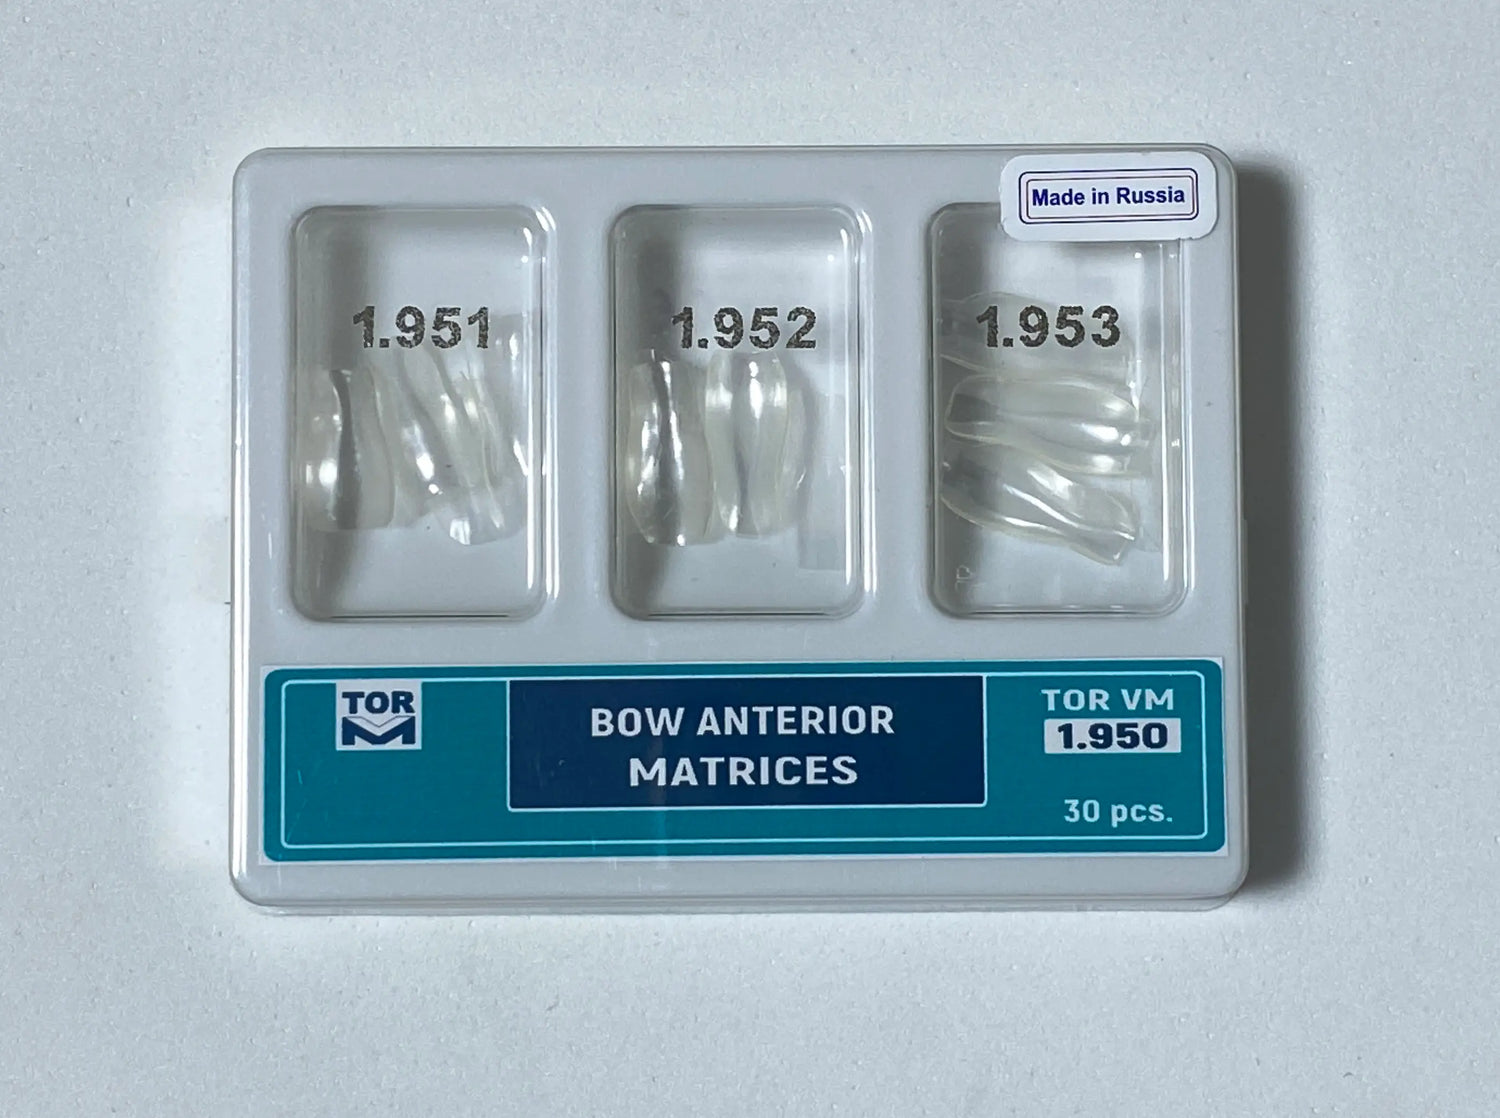 Made in Russia
1.951
1.952
1.953
TOR
VM
BOW ANTERIOR
MATRICES
TOR VM
1.950
30 pcs.